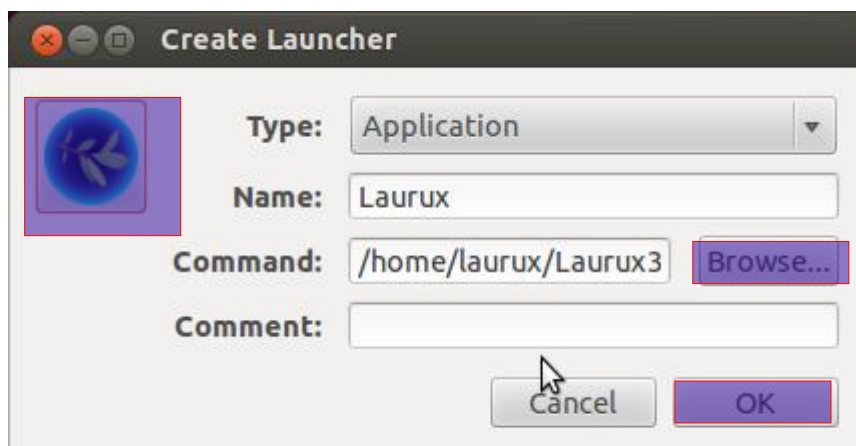 Create Launcher
Type: Application
Name: Laurux
Command: /home/laurux/Laurux3 Browse...
Comment:
Cancel OK